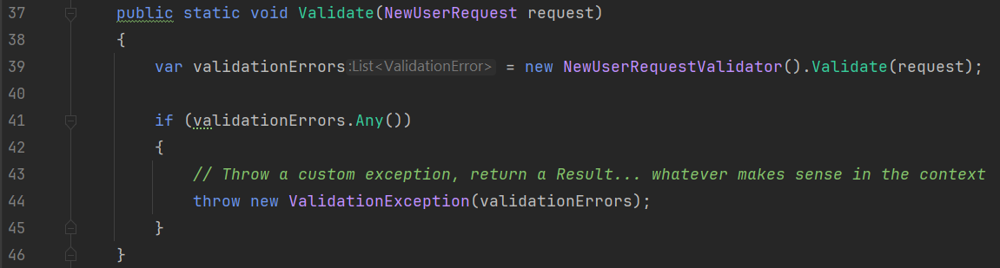 37 public static void Validate(NewUserRequest request)
38 {
39 var validationErrors :List<ValidationError> = new NewUserRequestValidator().Validate(request);
40
41 if (validationErrors.Any())
42 {
43 // Throw a custom exception, return a Result... whatever makes sense in the context
44 throw new ValidationException(validationErrors);
45 }
46 }